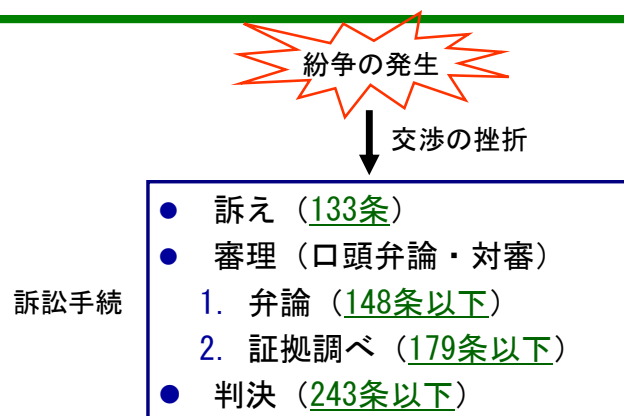 紛争の発生
交渉の挫折
訴訟手続
● 訴え（133条）
● 審理（口頭弁論・対審）
1. 弁論（148条以下）
2. 証拠調べ（179条以下）
● 判決（243条以下）